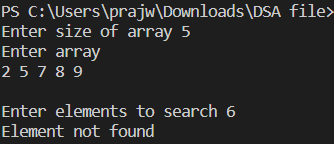 PS C:\Users\prajw\Downloads\DSA file>
Enter size of array 5
Enter array
2 5 7 8 9
Enter elements to search 6
Element not found